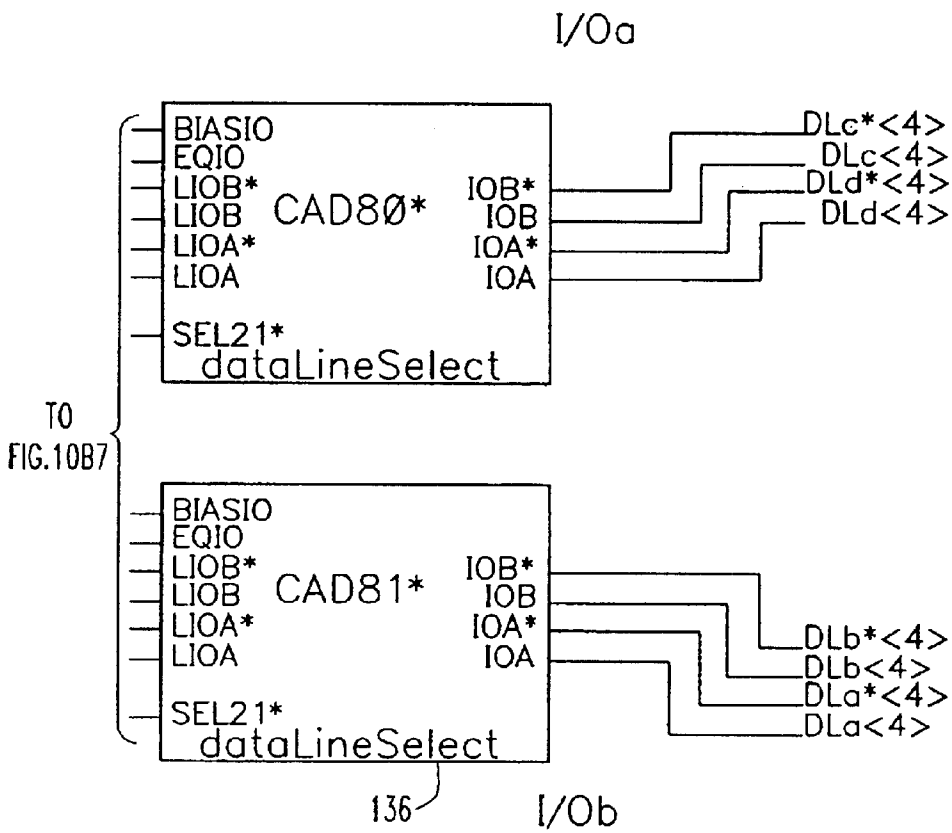 I/Oa
BIASIO
EQIO
LIOB*
LIOB
LIOA*
LIOA
SEL21*
CAD80*
dataLineSelect
IOB*
IOB
IOA*
IOA
DLc*<4>
DLc<4>
DLd*<4>
DLd<4>
TO
FIG.10B7
BIASIO
EQIO
LIOB*
LIOB
LIOA*
LIOA
SEL21*
CAD81*
dataLineSelect
IOB*
IOB
IOA*
IOA
DLb*<4>
DLb<4>
DLa*<4>
DLa<4>
136
I/Ob